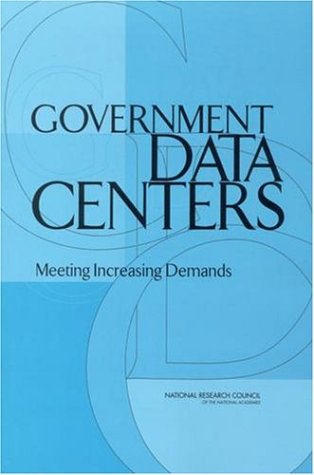 GOVERNMENT
DATA
CENTERS
Meeting Increasing Demands
NATIONAL RESEARCH COUNCIL
OF THE NATIONAL ACADEMIES